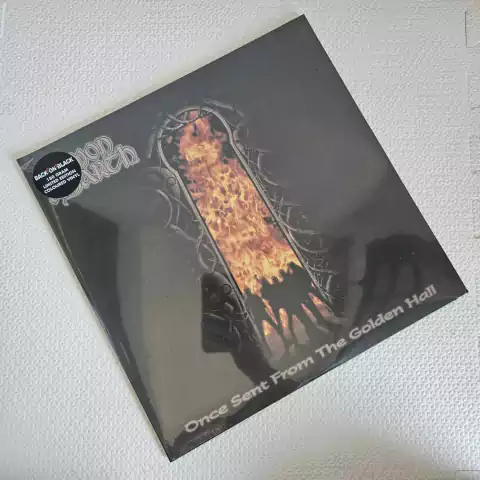 BACK ON BLACK
180 GRAM
LIMITED EDITION
COLOURED VINYL
Once Sent From The Golden Hall